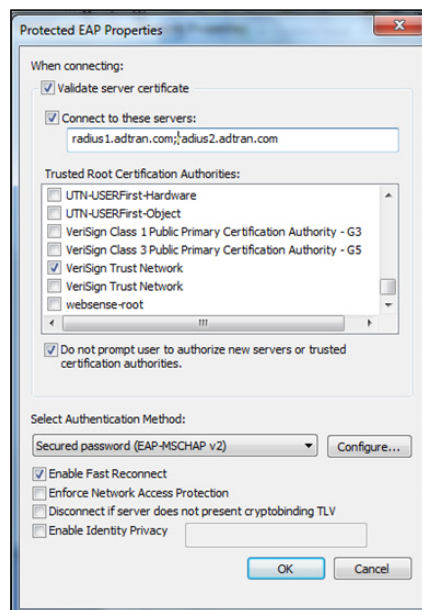 Protected EAP Properties
When connecting:
Validate server certificate
Connect to these servers:
radius1.adtran.com;radius2.adtran.com
Trusted Root Certification Authorities:
UTN-USERFirst-Hardware
UTN-USERFirst-Object
VeriSign Class 1 Public Primary Certification Authority - G3
VeriSign Class 3 Public Primary Certification Authority - G5
VeriSign Trust Network
VeriSign Trust Network
websense-root
Do not prompt user to authorize new servers or trusted
certification authorities.
Select Authentication Method:
Secured password (EAP-MSCHAP v2) Configure...
Enable Fast Reconnect
Enforce Network Access Protection
Disconnect if server does not present cryptobinding TLV
Enable Identity Privacy
OK Cancel